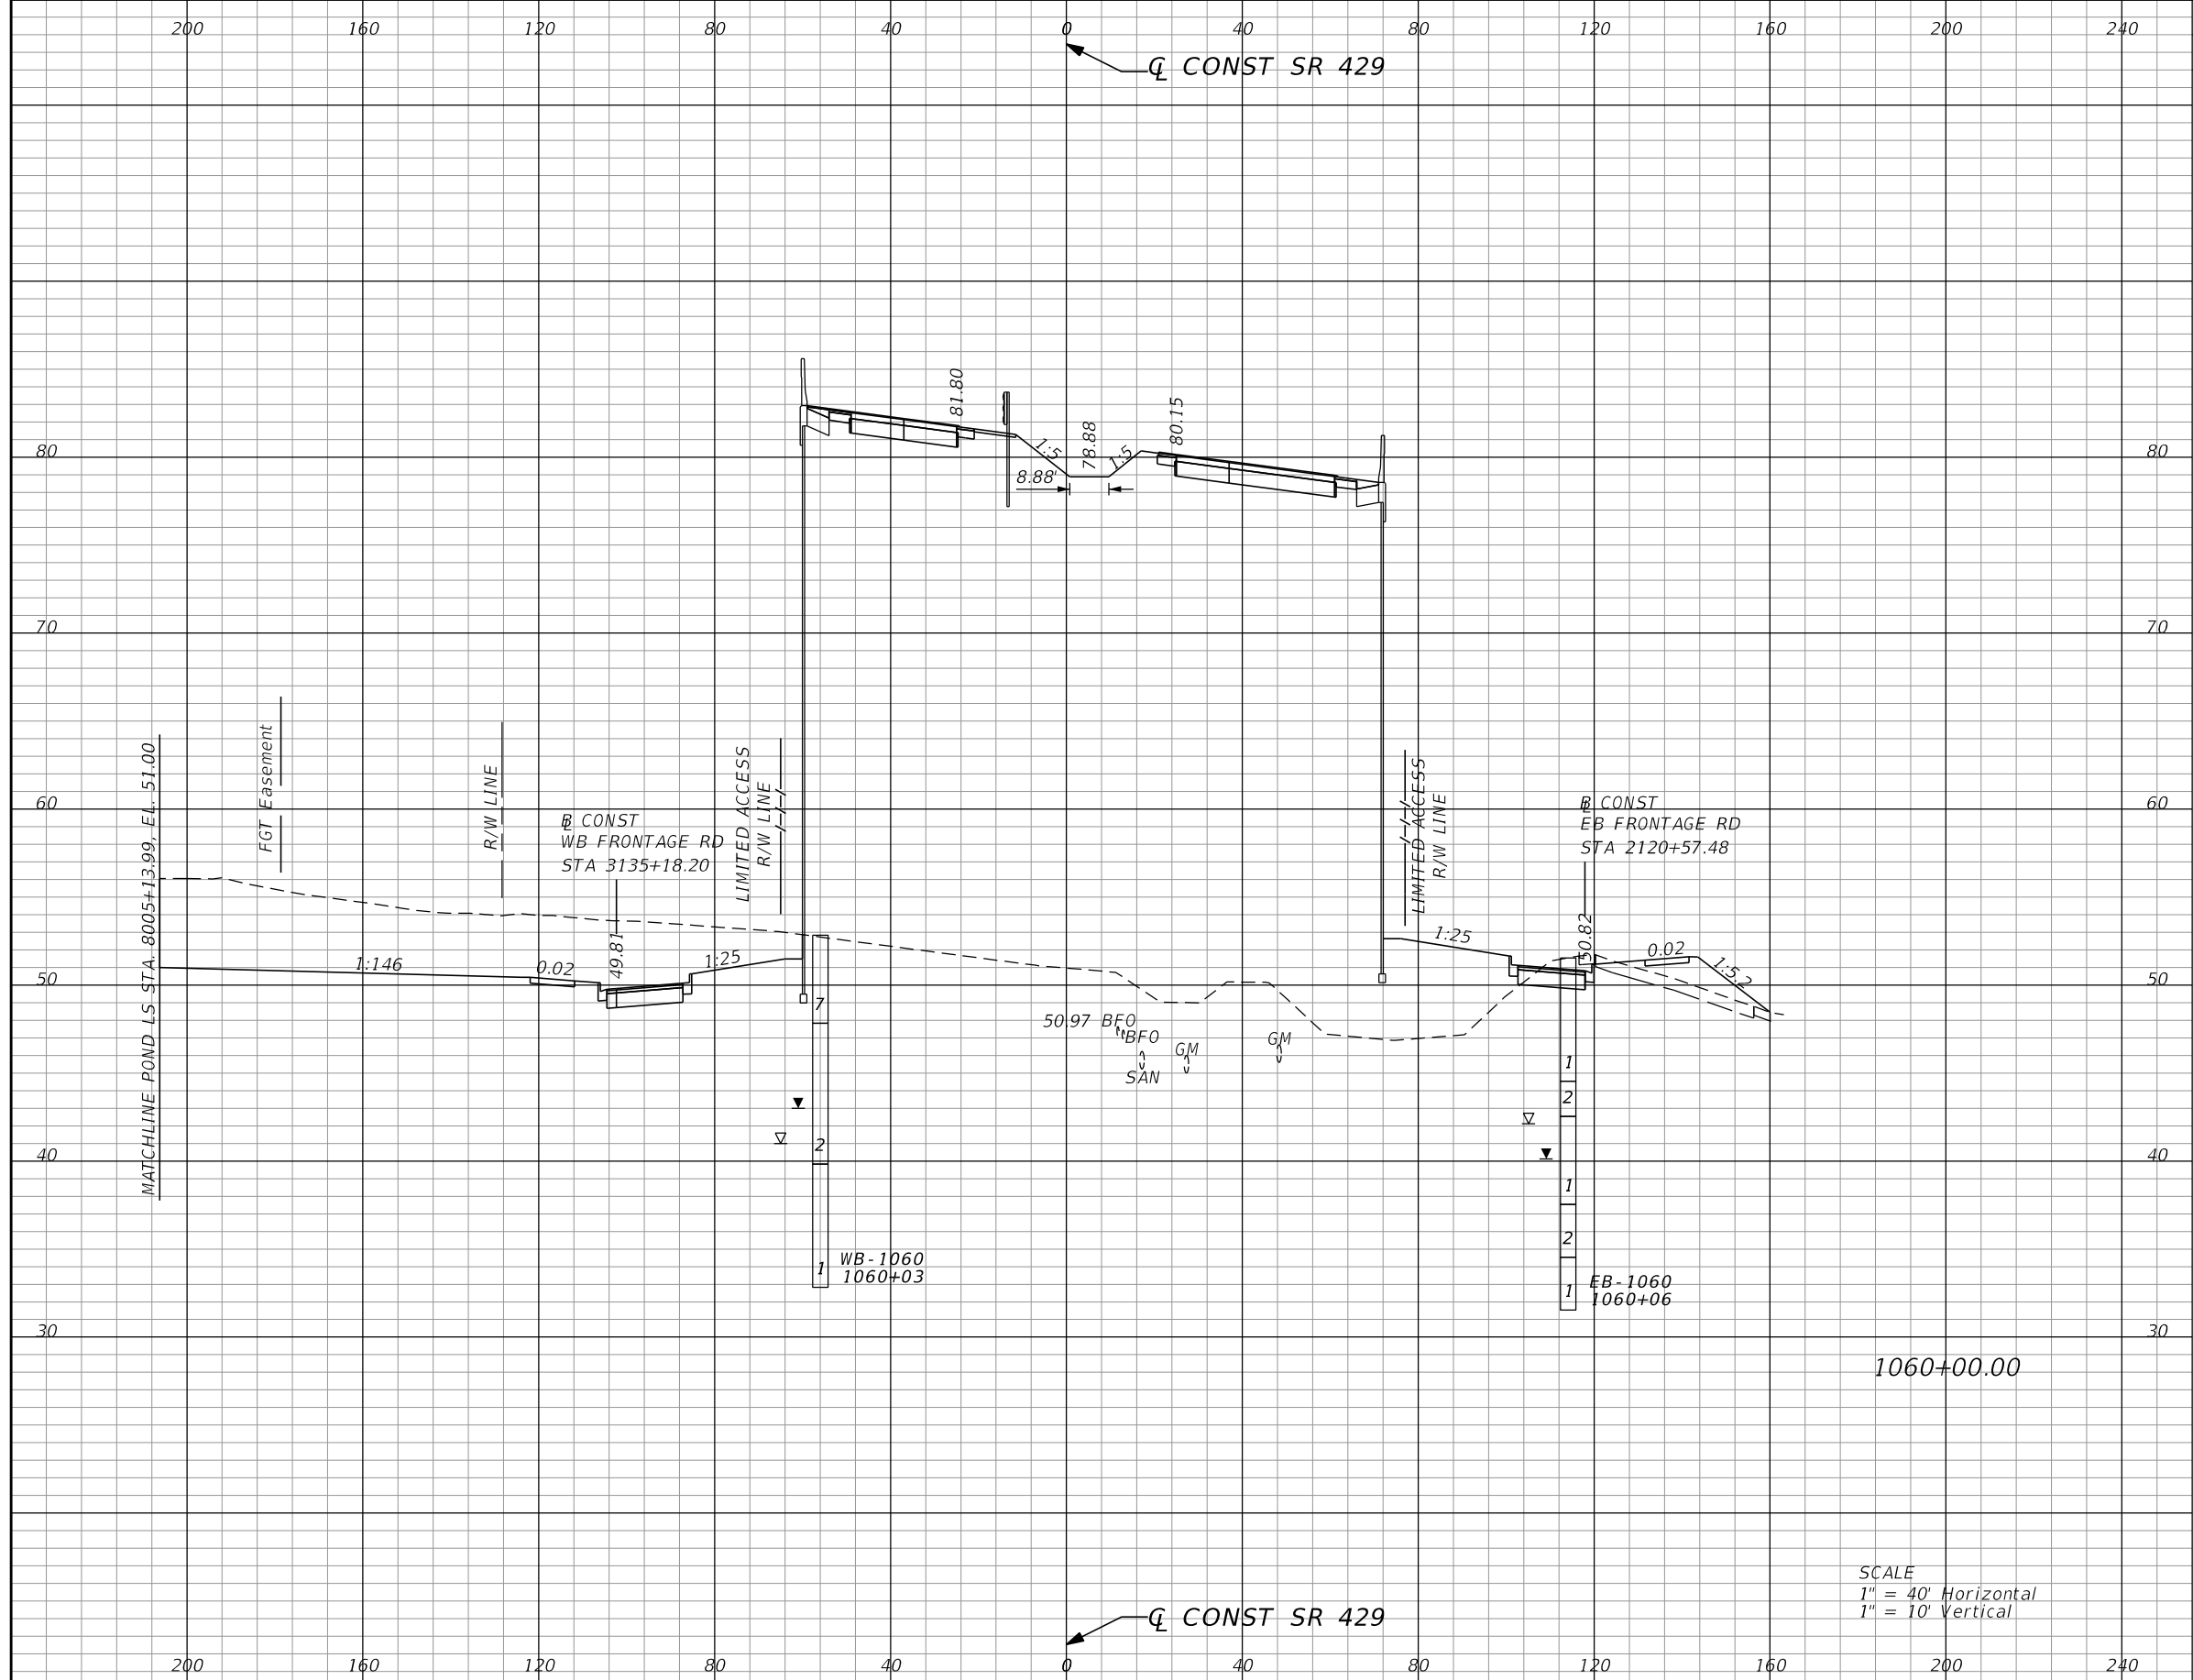 200 160 120 80 40 0 40 80 120 160 200 240
℄ CONST SR 429
81.80
80.15
78.88
1:5
1:5
8.88'
80 80
70 70
60 60
50 50
40 40
30 30
MATCHLINE POND LS STA. 8005+13.99, EL. 51.00
FGT Easement
R/W LINE
LIMITED ACCESS
R/W LINE
LIMITED ACCESS
R/W LINE
BL CONST
WB FRONTAGE RD
STA 3135+18.20
BL CONST
EB FRONTAGE RD
STA 2120+57.48
1:146
0.02
49.81
1:25
1:25
50.82
0.02
1:5.2
50.97 BFO
BFO
SAN
GM
GM
7
2
1
WB-1060
1060+03
1
2
1
2
1
EB-1060
1060+06
1060+00.00
SCALE
1" = 40' Horizontal
1" = 10' Vertical
℄ CONST SR 429
200 160 120 80 40 0 40 80 120 160 200 240